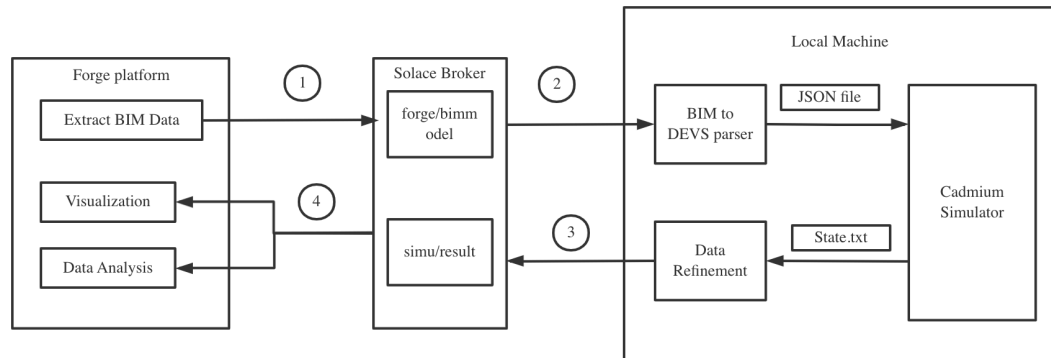 Forge platform
Extract BIM Data
Visualization
Data Analysis
1
4
Solace Broker
forge/bimm
odel
simu/result
2
3
Local Machine
BIM to
DEVS parser
JSON file
Data
Refinement
State.txt
Cadmium
Simulator